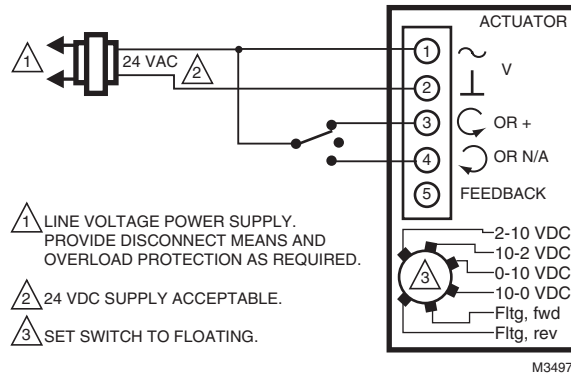 ACTUATOR
1
24 VAC
2
1
V
2
3
OR +
4
OR N/A
5
FEEDBACK
1 LINE VOLTAGE POWER SUPPLY.
PROVIDE DISCONNECT MEANS AND
OVERLOAD PROTECTION AS REQUIRED.
2 24 VDC SUPPLY ACCEPTABLE.
3 SET SWITCH TO FLOATING.
3
2-10 VDC
10-2 VDC
0-10 VDC
10-0 VDC
Fltg, fwd
Fltg, rev
M3497